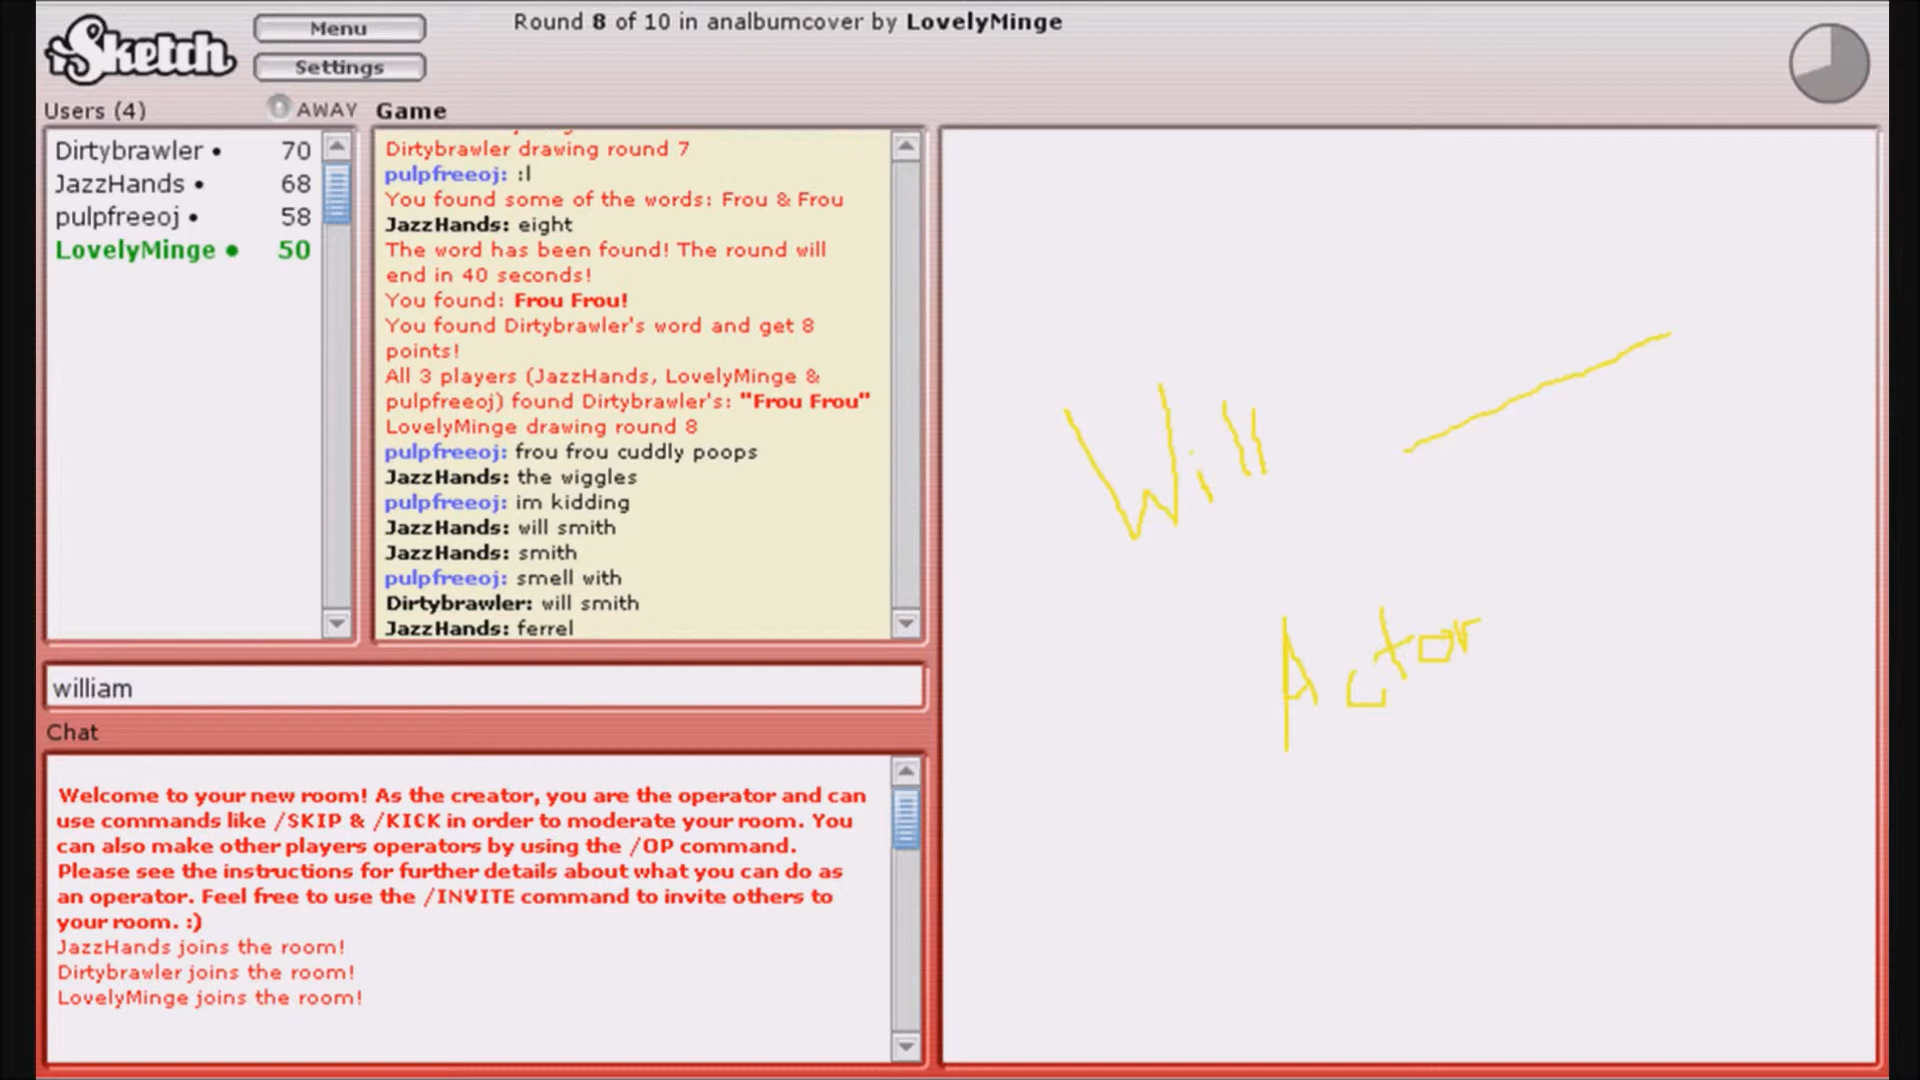 iSketch
Menu
Settings
Round 8 of 10 in analbumcover by LovelyMinge
Users (4)
AWAY
Game
Dirtybrawler • 70
JazzHands • 68
pulpfreeoj • 58
LovelyMinge • 50
Dirtybrawler drawing round 7
pulpfreeoj: :l
You found some of the words: Frou & Frou
JazzHands: eight
The word has been found! The round will
end in 40 seconds!
You found: Frou Frou!
You found Dirtybrawler's word and get 8
points!
All 3 players (JazzHands, LovelyMinge &
pulpfreeoj) found Dirtybrawler's: "Frou Frou"
LovelyMinge drawing round 8
pulpfreeoj: frou frou cuddly poops
JazzHands: the wiggles
pulpfreeoj: im kidding
JazzHands: will smith
JazzHands: smith
pulpfreeoj: smell with
Dirtybrawler: will smith
JazzHands: ferrel
william
Chat
Welcome to your new room! As the creator, you are the operator and can
use commands like /SKIP & /KICK in order to moderate your room. You
can also make other players operators by using the /OP command.
Please see the instructions for further details about what you can do as
an operator. Feel free to use the /INVITE command to invite others to
your room. :)
JazzHands joins the room!
Dirtybrawler joins the room!
LovelyMinge joins the room!
Will
Actor